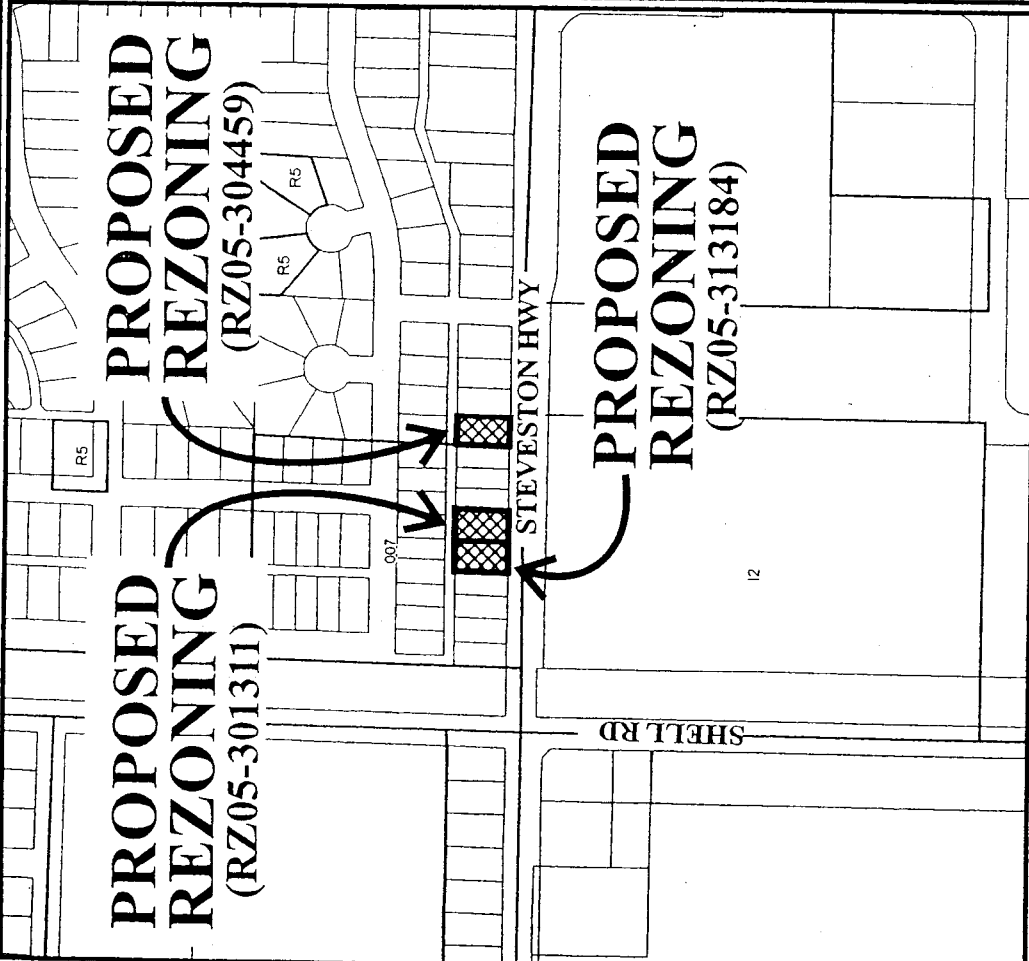 PROPOSED
REZONING
(RZ05-301311)
PROPOSED
REZONING
(RZ05-304459)
R5
R5
R5
007
STEVESTON HWY
PROPOSED
REZONING
(RZ05-313184)
I2
SHELL RD